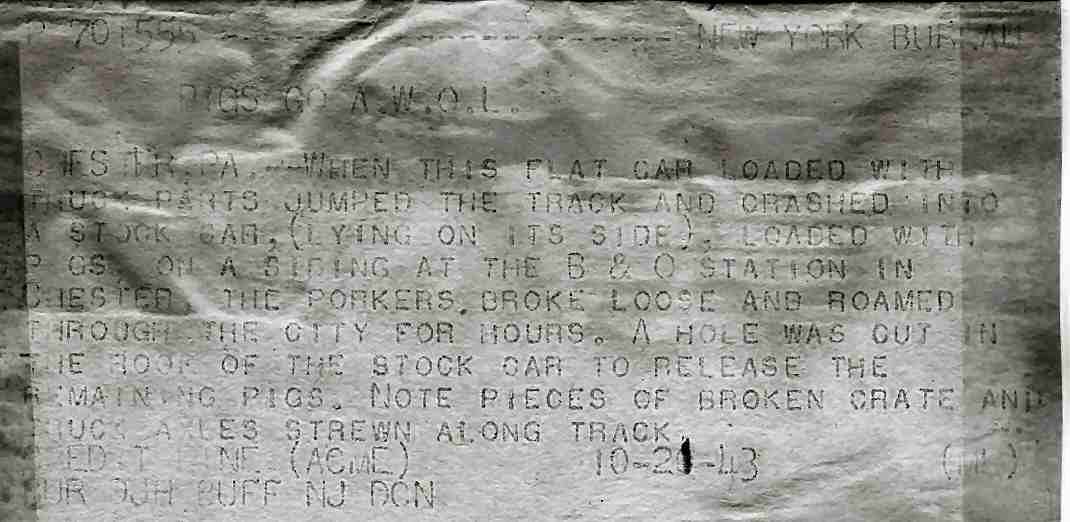 P 701555 -------------------------------- NEW YORK BUREAU
PIGS GO A.W.O.L.
CHESTER, PA.--WHEN THIS FLAT CAR LOADED WITH
TRUCK PARTS JUMPED THE TRACK AND CRASHED INTO
A STOCK CAR, (LYING ON ITS SIDE), LOADED WITH
PIGS ON A SIDING AT THE B & O STATION IN
CHESTER, THE PORKERS BROKE LOOSE AND ROAMED
THROUGH THE CITY FOR HOURS. A HOLE WAS CUT IN
THE ROOF OF THE STOCK CAR TO RELEASE THE
REMAINING PIGS. NOTE PIECES OF BROKEN CRATE AND
TRUCK AXLES STREWN ALONG TRACK.
(ACME) 10-21-43
BUR BUFF NJ DCN